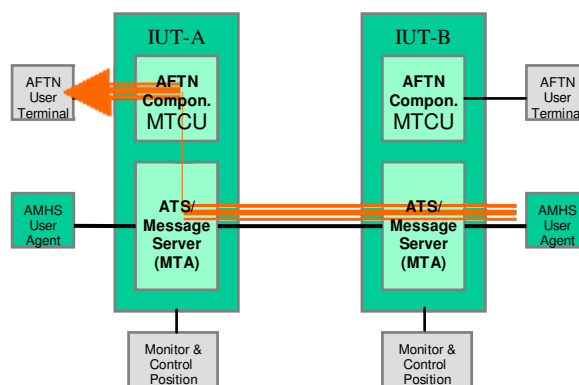 IUT-A
IUT-B
AFTN
User
Terminal
AFTN
Compon.
MTCU
AFTN
Compon.
MTCU
AFTN
User
Terminal
AMHS
User
Agent
ATS/
Message
Server
(MTA)
ATS/
Message
Server
(MTA)
AMHS
User
Agent
Monitor &
Control
Position
Monitor &
Control
Position